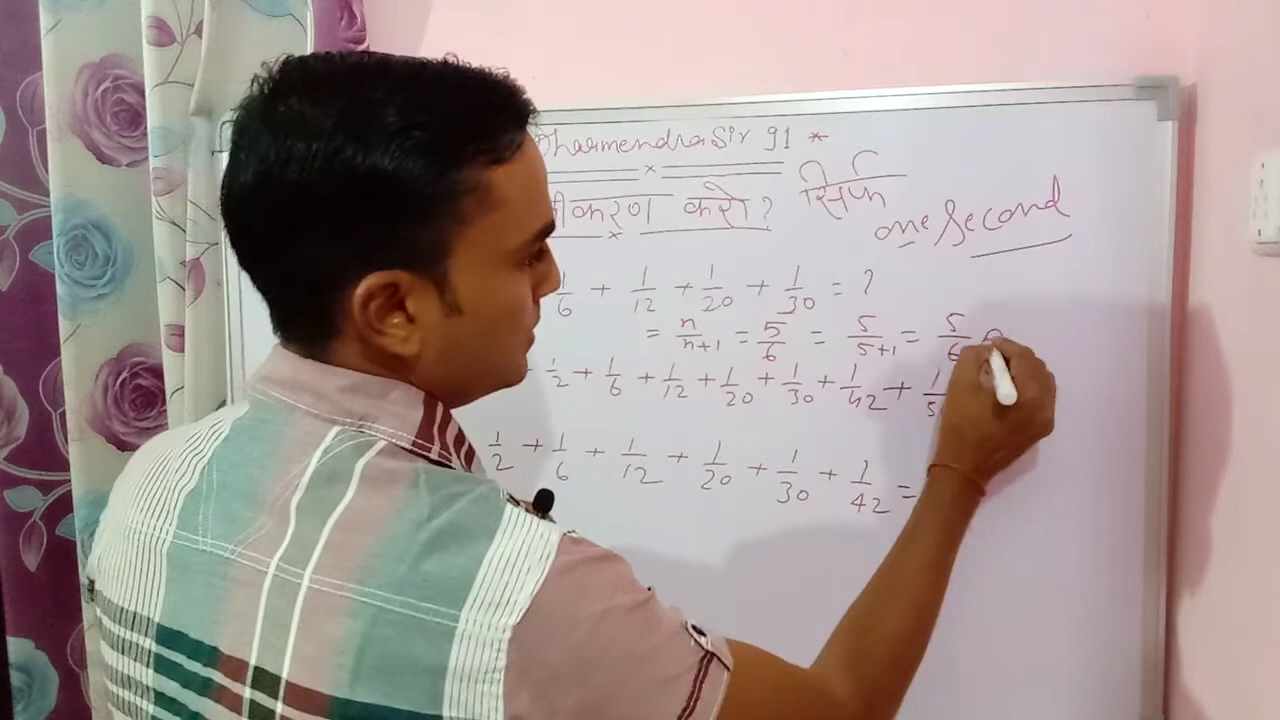 DharmendraSir 91 *
करो? सिर्फ
one Second
1/6 + 1/12 + 1/20 + 1/30 = ?
= n/n+1 = 5/6 = 5/5+1 = 5/6
1/2 + 1/6 + 1/12 + 1/20 + 1/30 + 1/42 +
1/2 + 1/6 + 1/12 + 1/20 + 1/30 + 1/42 =